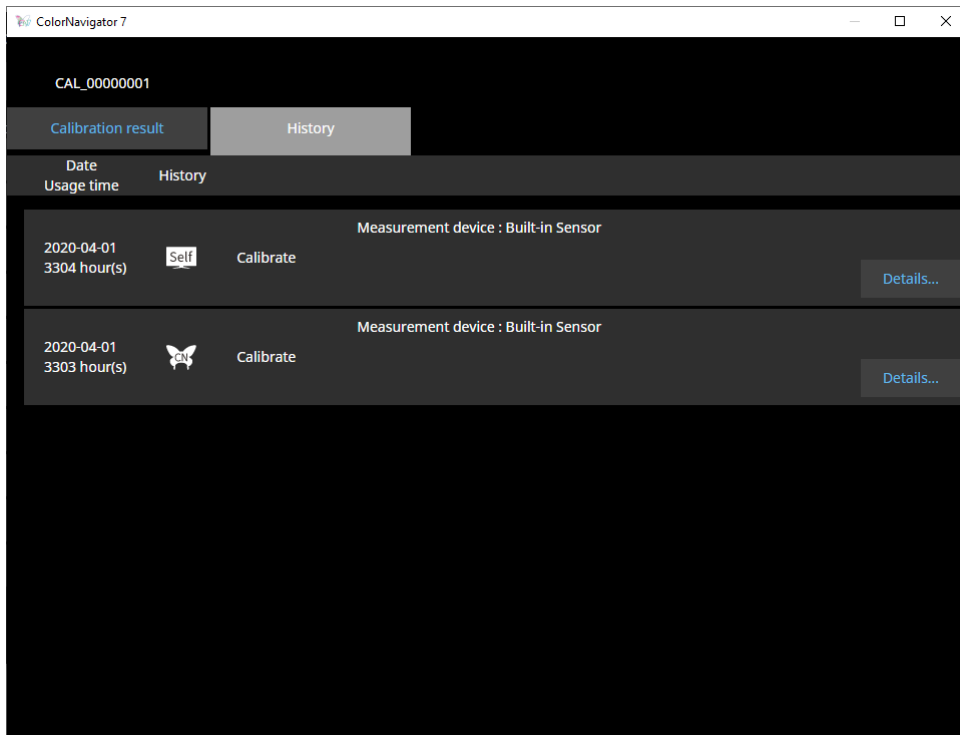 ColorNavigator 7
CAL_00000001
Calibration result
History
Date
Usage time
History
Measurement device : Built-in Sensor
2020-04-01
3304 hour(s)
Self
Calibrate
Details...
Measurement device : Built-in Sensor
2020-04-01
3303 hour(s)
CN
Calibrate
Details...